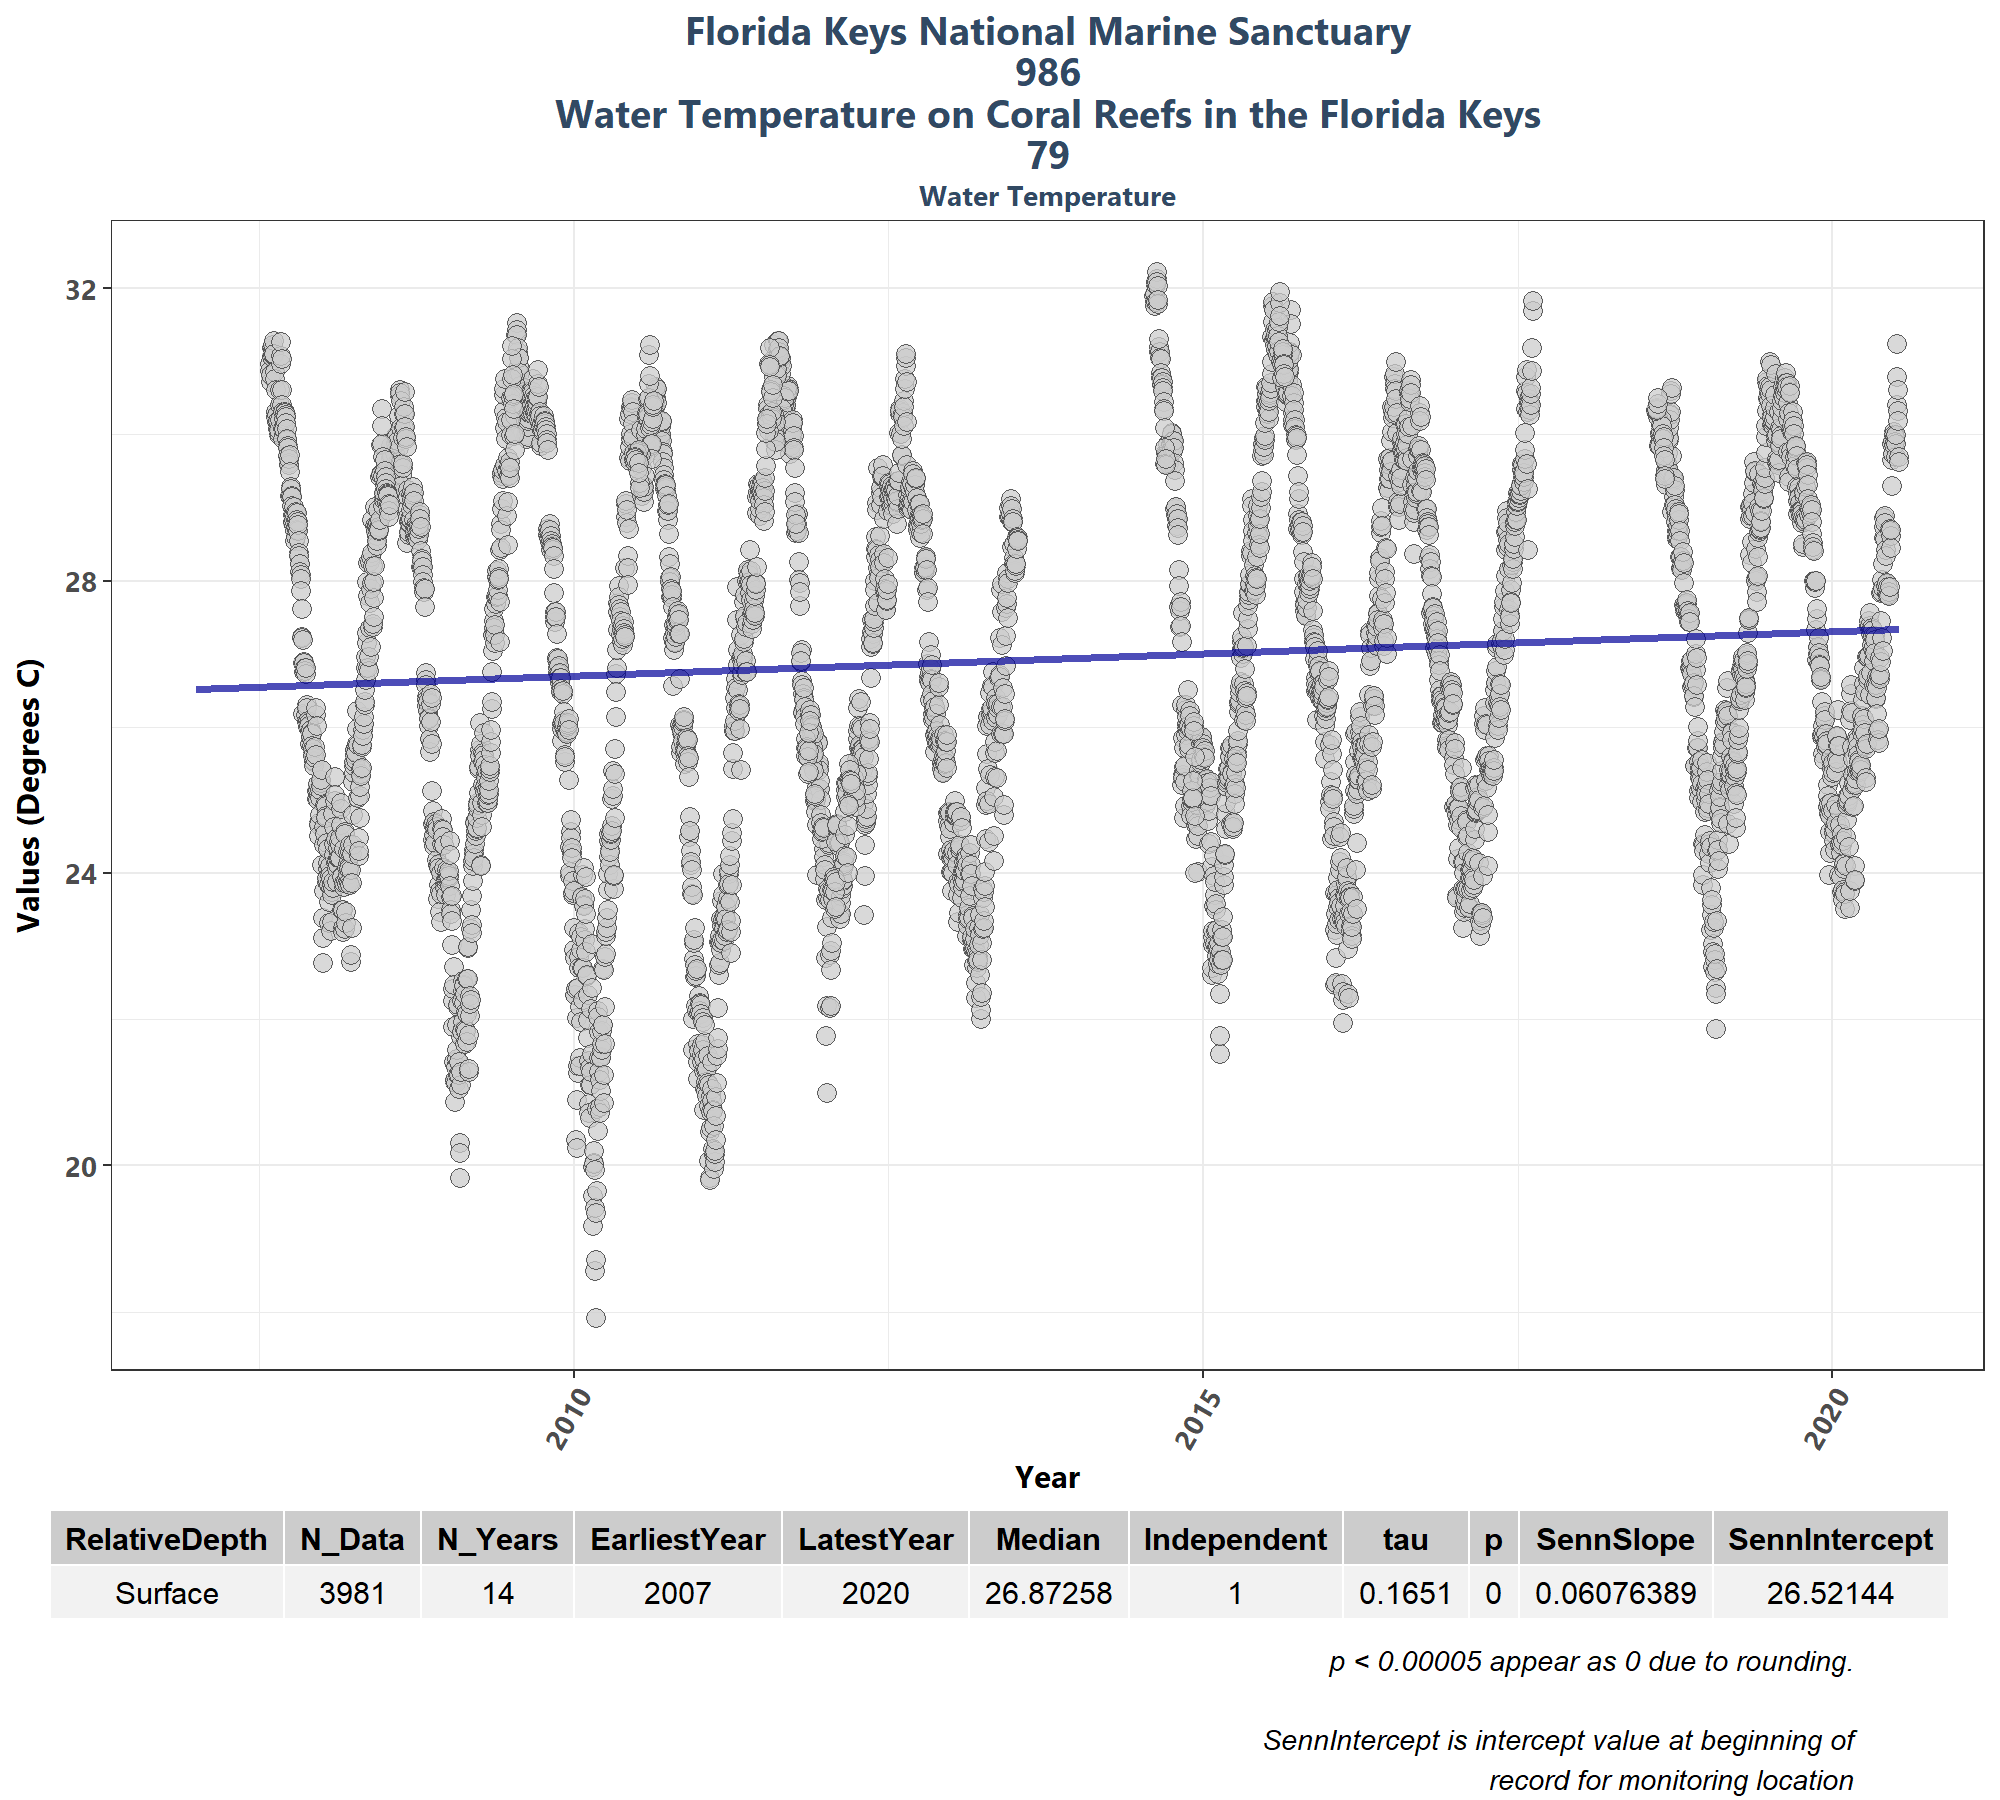 Florida Keys National Marine Sanctuary
986
Water Temperature on Coral Reefs in the Florida Keys
79
Water Temperature
32
28
24
20
Values (Degrees C)
2010 2015 2020
Year
RelativeDepth N_Data N_Years EarliestYear LatestYear Median Independent tau p SennSlope SennIntercept
Surface 3981 14 2007 2020 26.87258 1 0.1651 0 0.06076389 26.52144
p < 0.00005 appear as 0 due to rounding.
SennIntercept is intercept value at beginning of
record for monitoring location